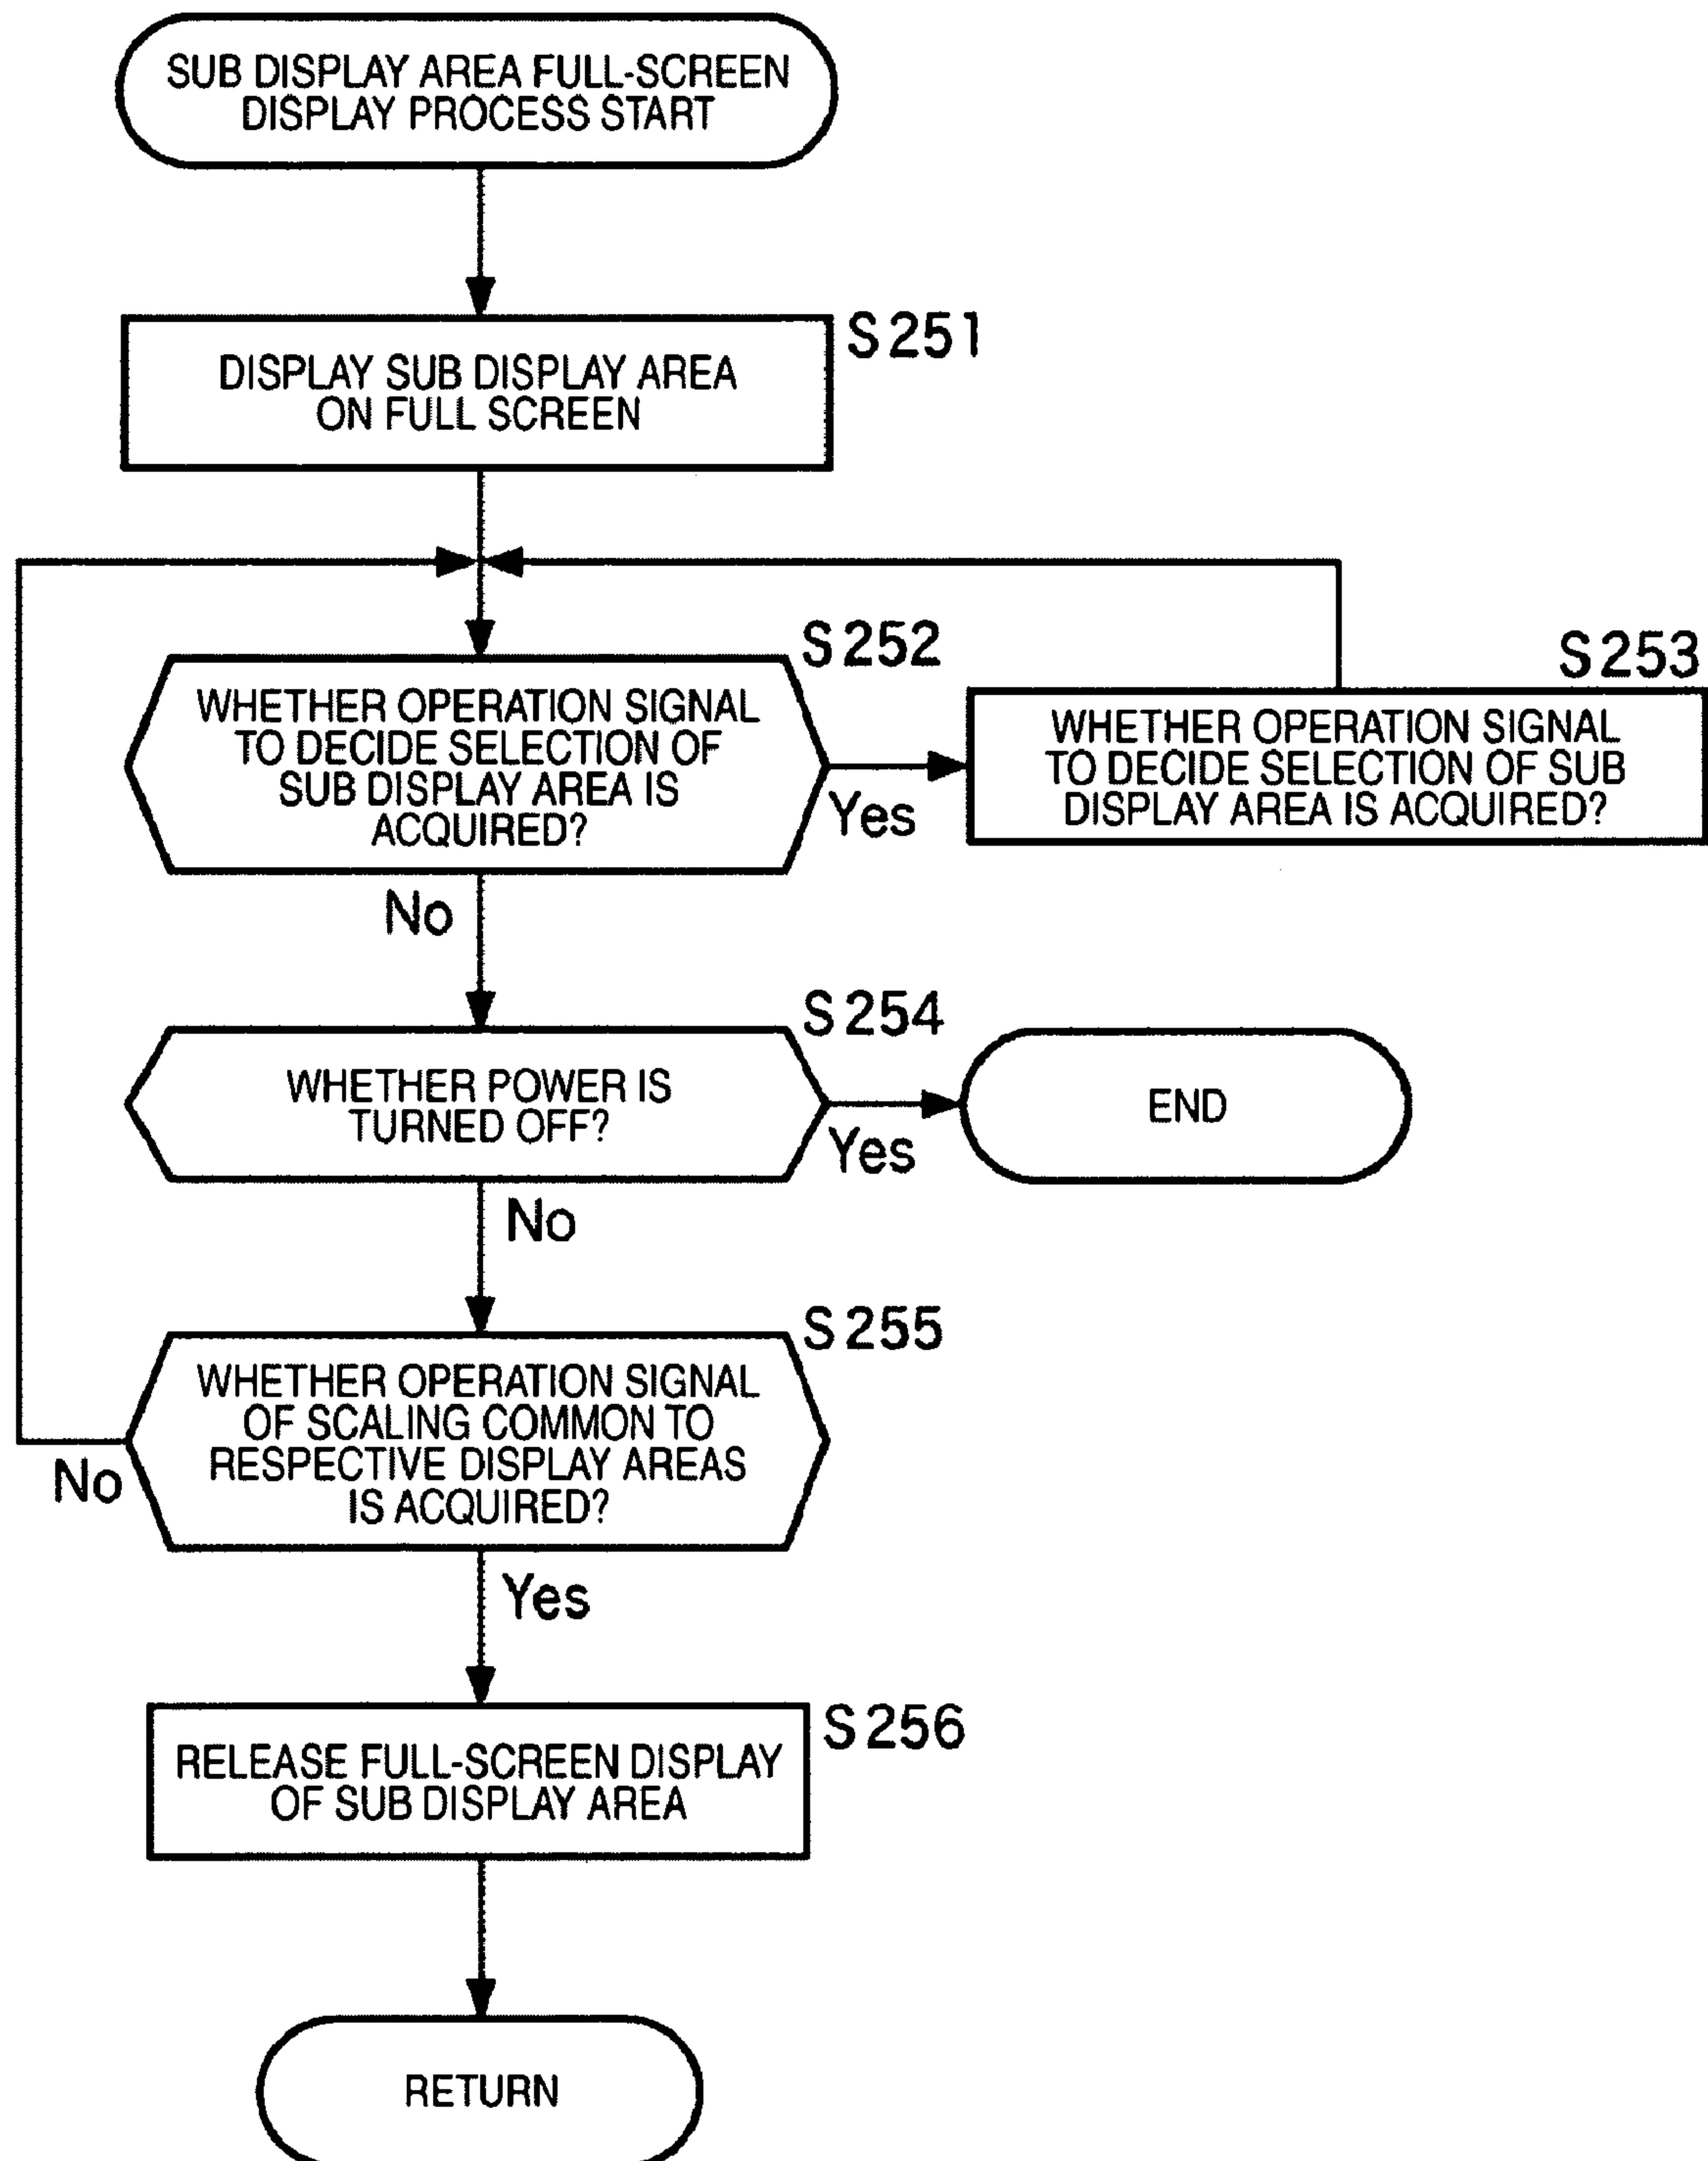 SUB DISPLAY AREA FULL-SCREEN
DISPLAY PROCESS START
S251
DISPLAY SUB DISPLAY AREA
ON FULL SCREEN
S252
WHETHER OPERATION SIGNAL
TO DECIDE SELECTION OF
SUB DISPLAY AREA IS
ACQUIRED?
Yes
S253
WHETHER OPERATION SIGNAL
TO DECIDE SELECTION OF SUB
DISPLAY AREA IS ACQUIRED?
No
S254
WHETHER POWER IS
TURNED OFF?
Yes
END
No
S255
WHETHER OPERATION SIGNAL
OF SCALING COMMON TO
RESPECTIVE DISPLAY AREAS
IS ACQUIRED?
No
Yes
S256
RELEASE FULL-SCREEN DISPLAY
OF SUB DISPLAY AREA
RETURN